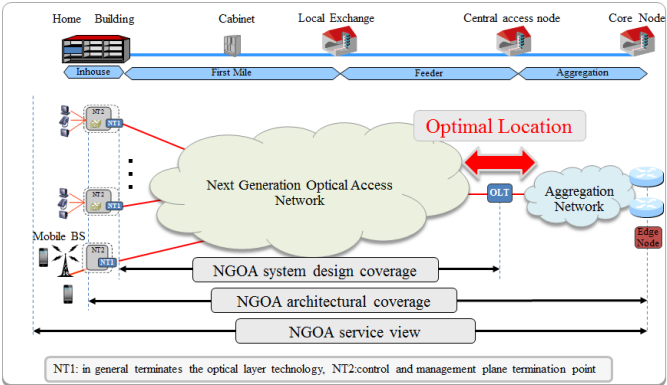 Home Building
Cabinet
Local Exchange
Central access node
Core Node
Inhouse
First Mile
Feeder
Aggregation
NT2
NT1
Optimal Location
Next Generation Optical Access
Network
OLT
Aggregation
Network
NT2
NT1
Mobile BS
NT2
NT1
Edge
Node
NGOA system design coverage
NGOA architectural coverage
NGOA service view
NT1: in general terminates the optical layer technology, NT2:control and management plane termination point